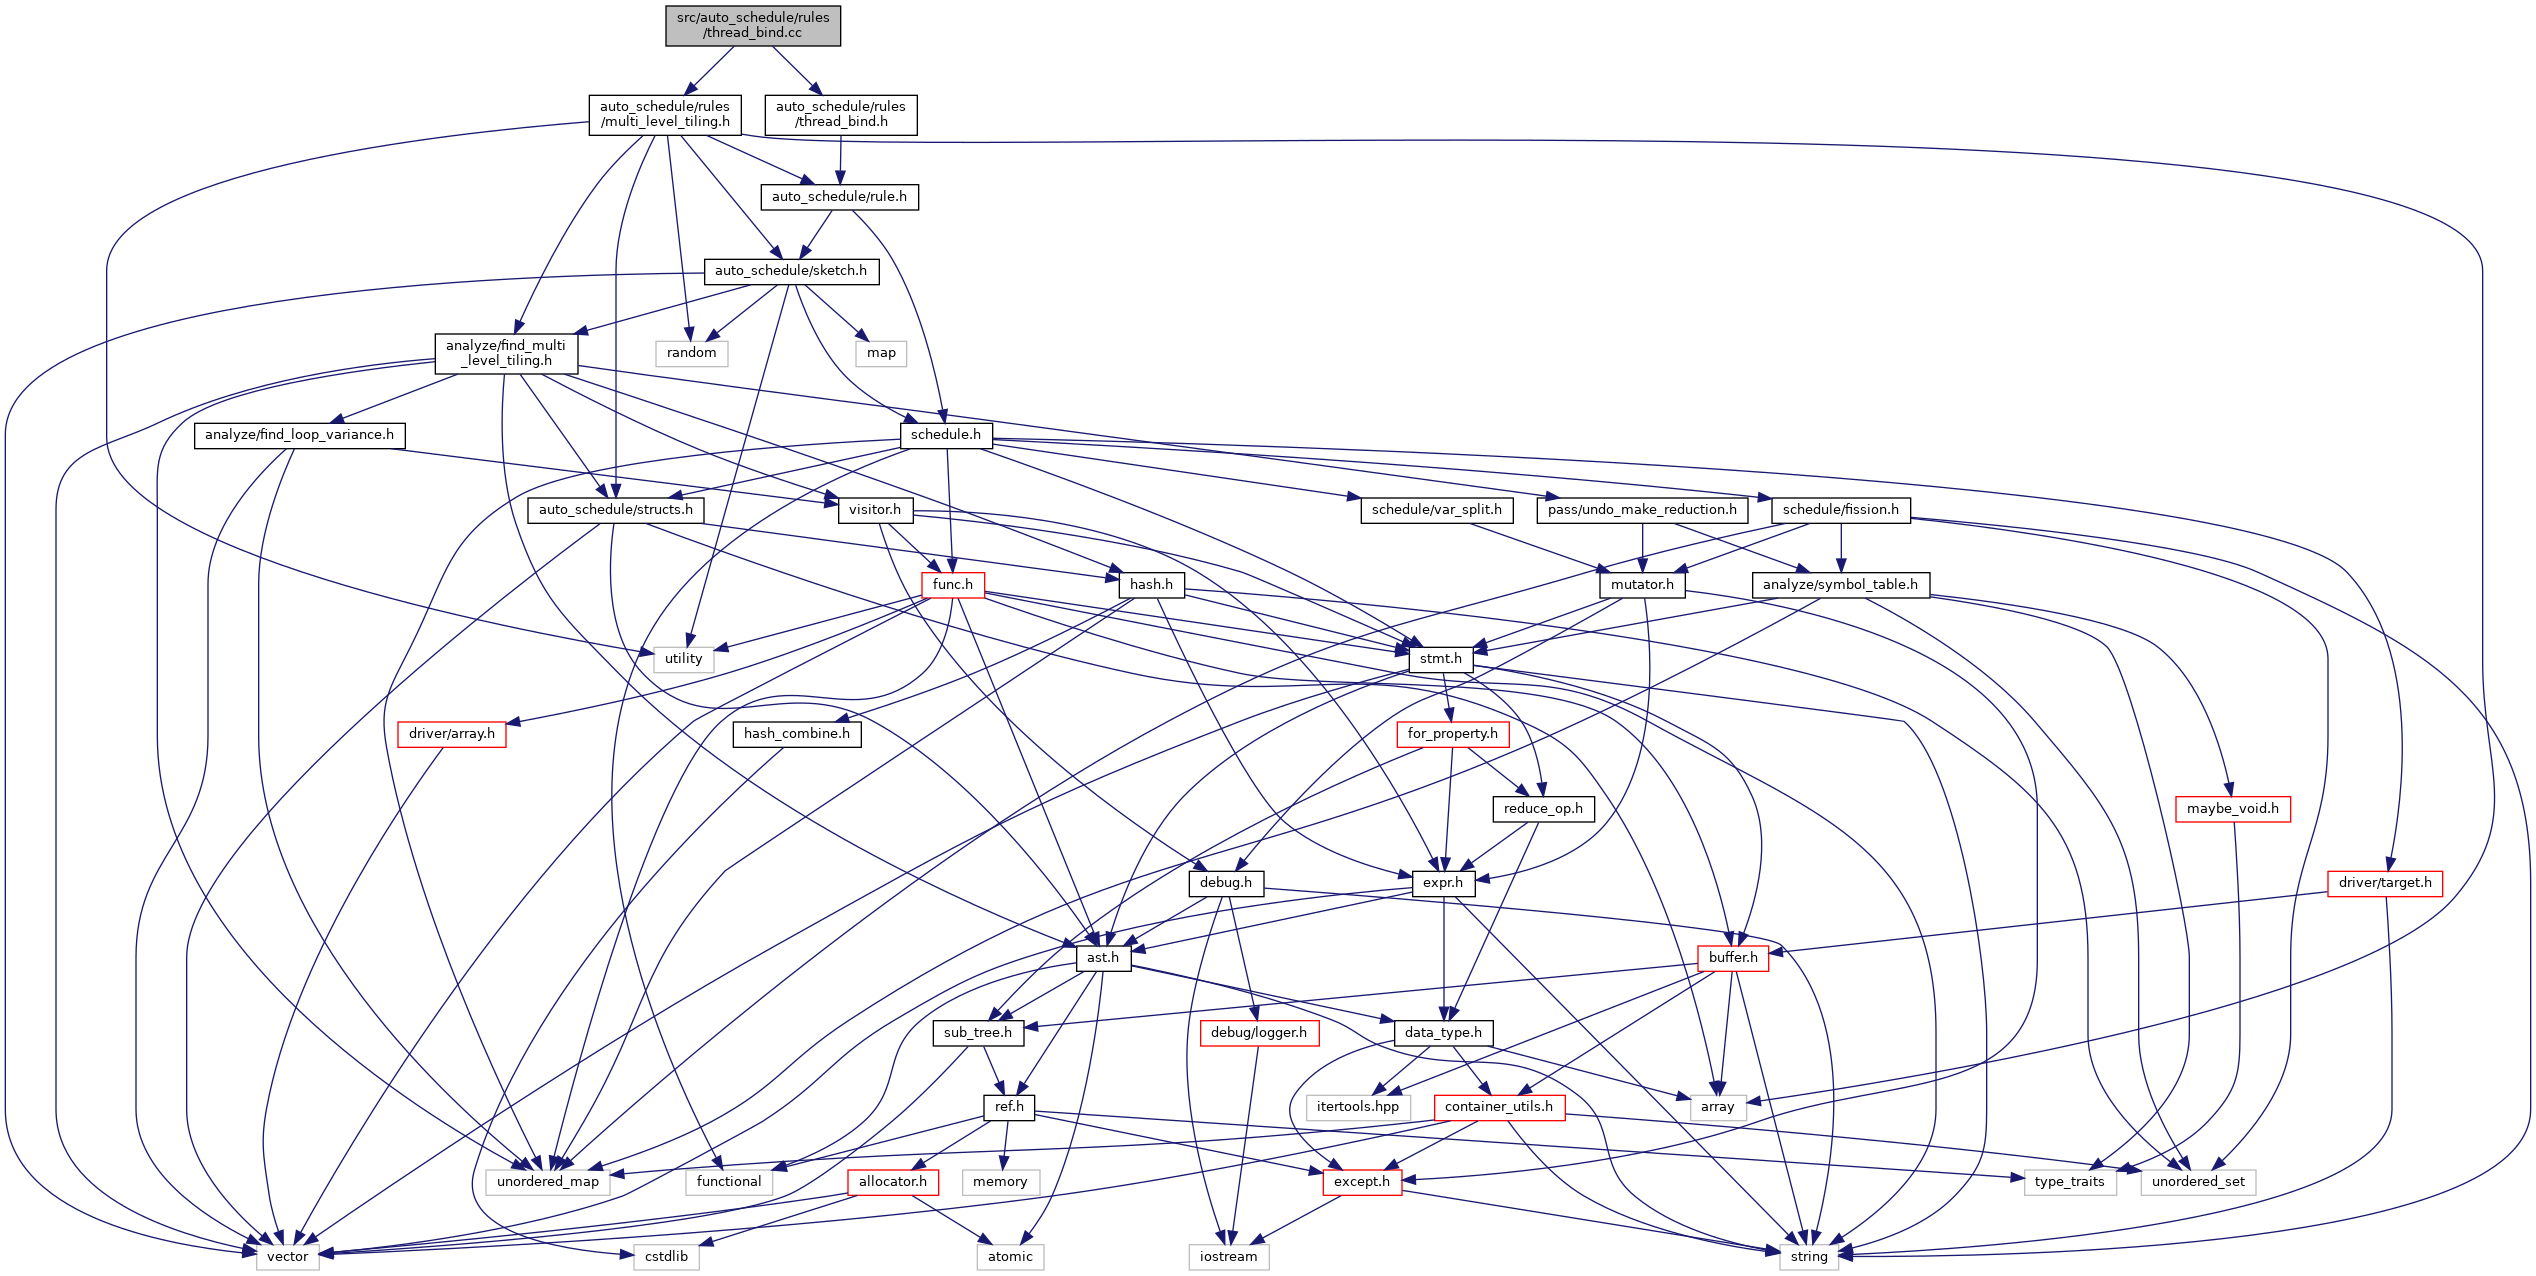 src/auto_schedule/rules
/thread_bind.cc
auto_schedule/rules
/multi_level_tiling.h
auto_schedule/rules
/thread_bind.h
auto_schedule/rule.h
auto_schedule/sketch.h
analyze/find_multi
_level_tiling.h
random
map
analyze/find_loop_variance.h
schedule.h
auto_schedule/structs.h
visitor.h
schedule/var_split.h
pass/undo_make_reduction.h
schedule/fission.h
func.h
hash.h
mutator.h
analyze/symbol_table.h
utility
stmt.h
driver/array.h
hash_combine.h
for_property.h
reduce_op.h
maybe_void.h
debug.h
expr.h
driver/target.h
ast.h
buffer.h
sub_tree.h
debug/logger.h
data_type.h
ref.h
itertools.hpp
container_utils.h
array
unordered_map
functional
allocator.h
memory
except.h
type_traits
unordered_set
vector
cstdlib
atomic
iostream
string